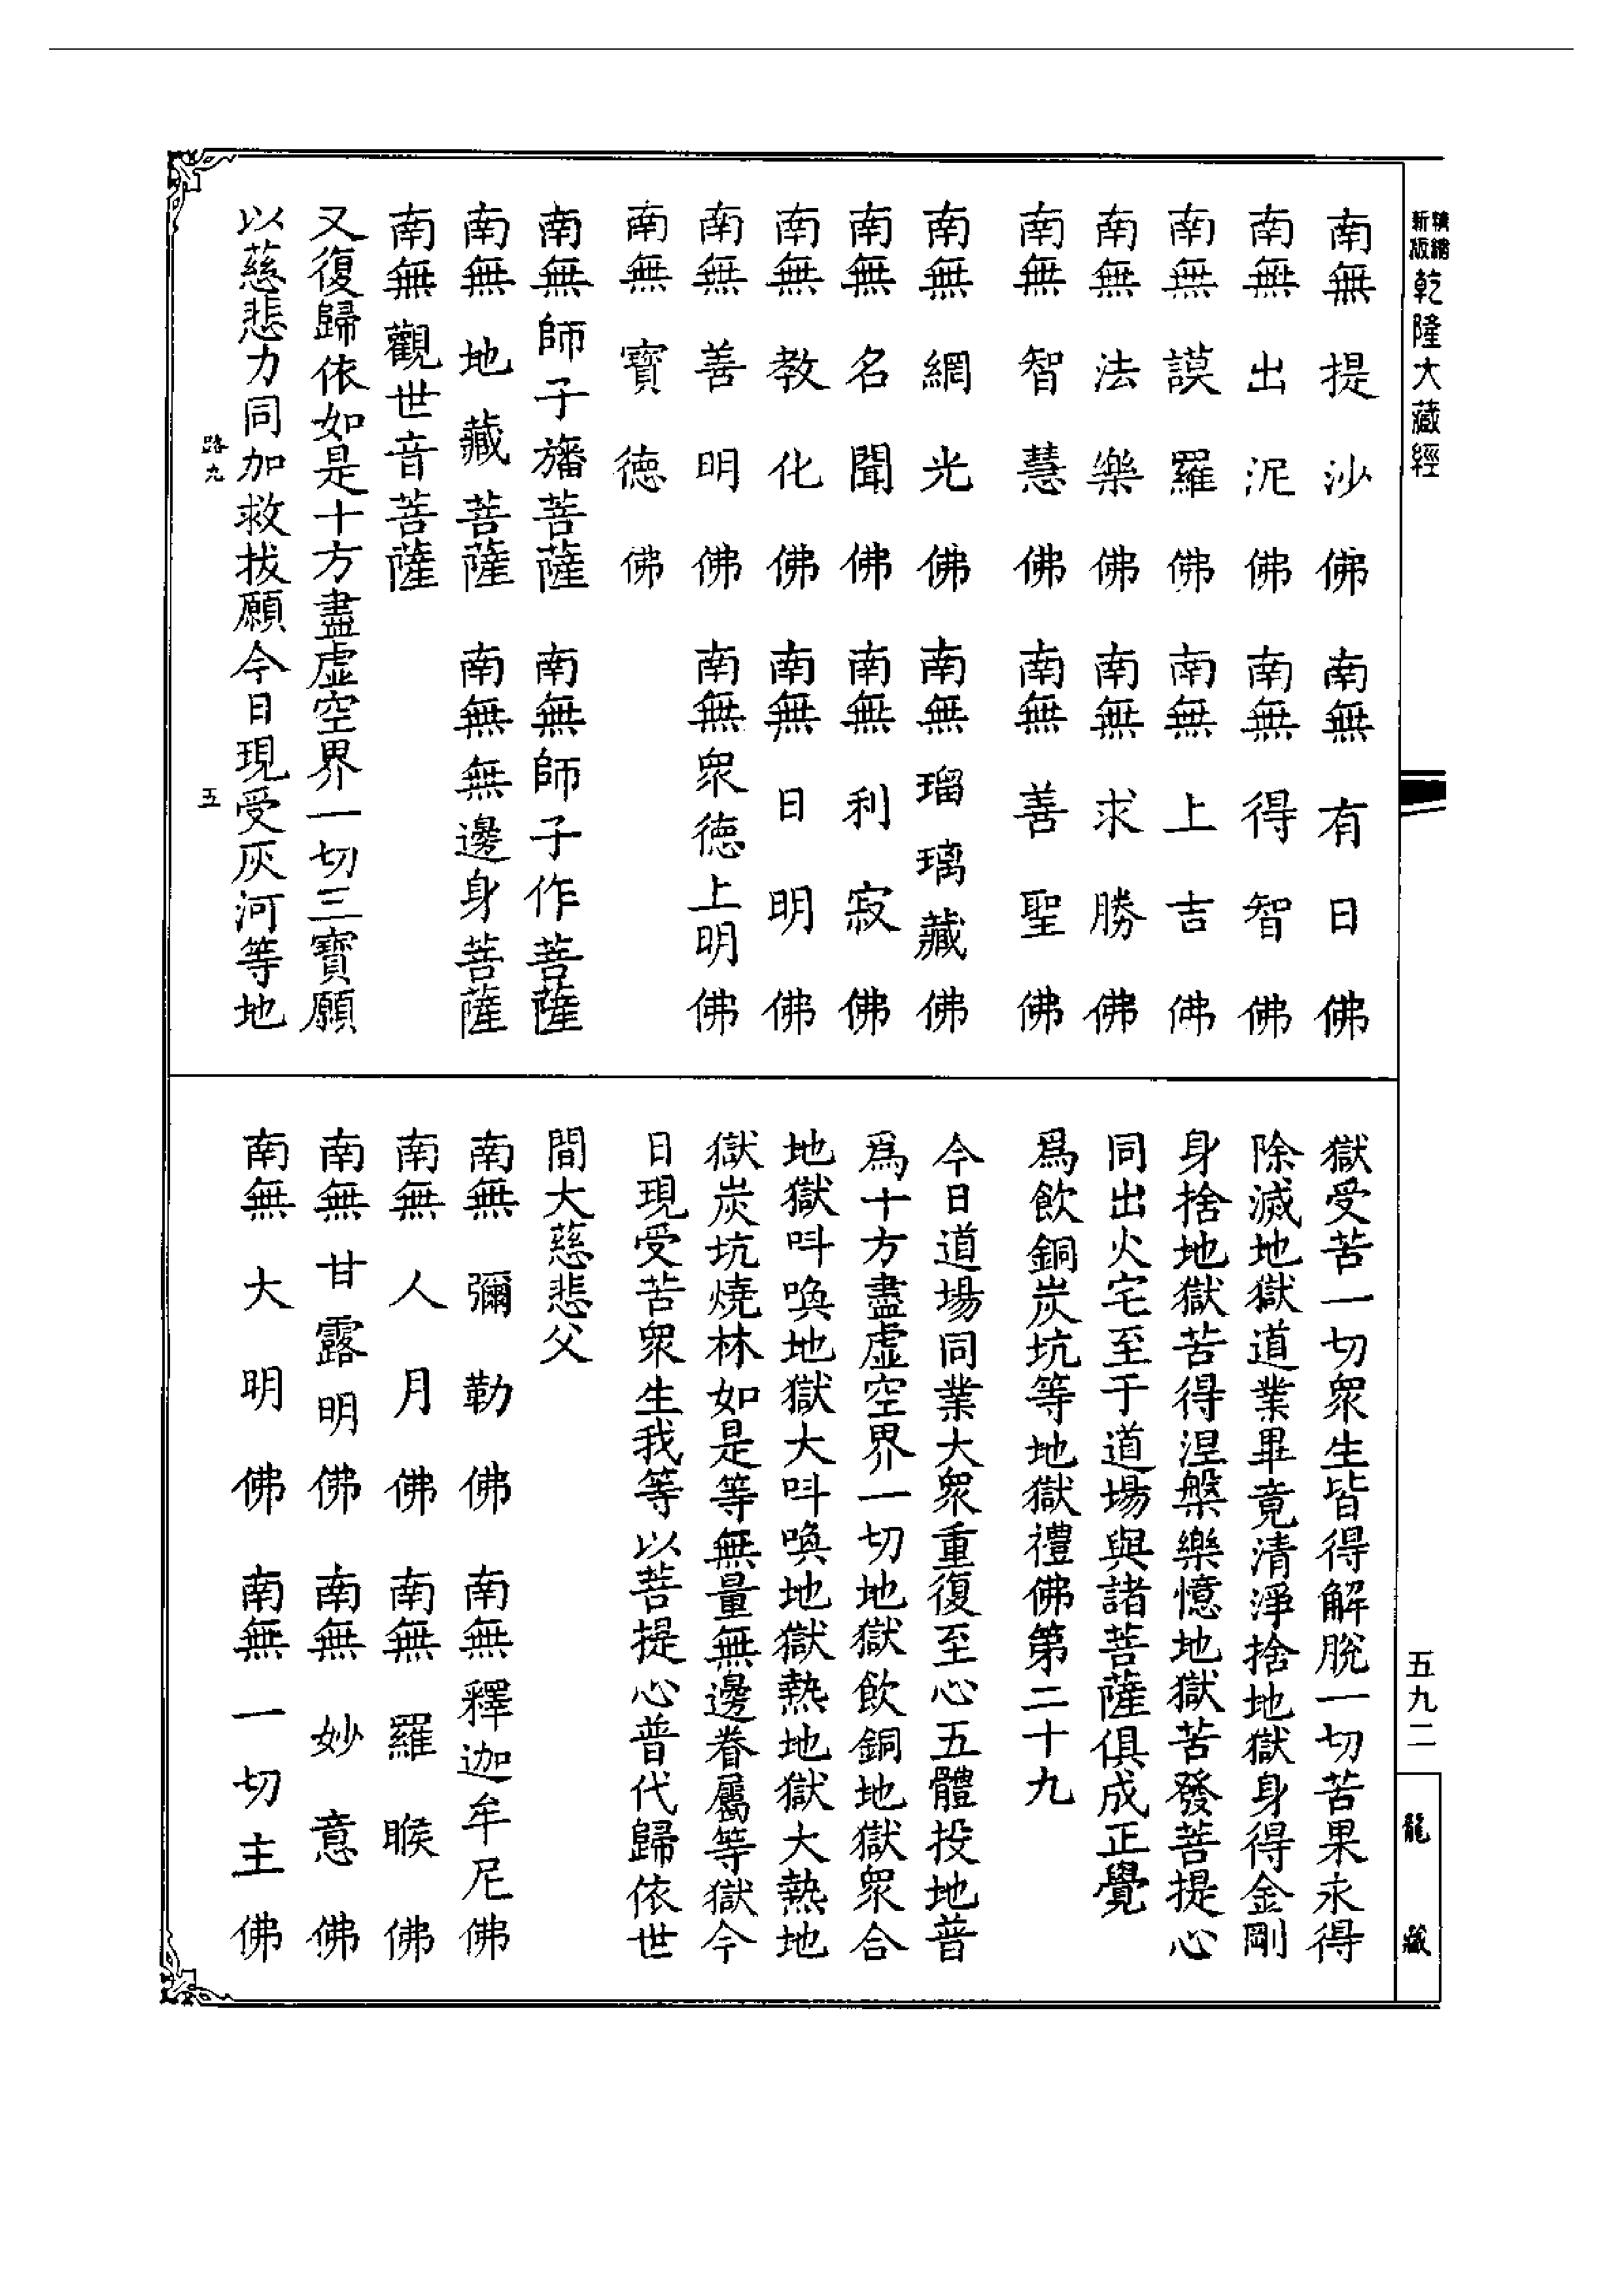 新版精縮乾隆大藏經
南無提沙佛 南無有日佛
南無出泥佛 南無得智佛
南無謨羅佛 南無上吉佛
南無法樂佛 南無求勝佛
南無智慧佛 南無善聖佛
南無網光佛 南無瑠璃藏佛
南無名聞佛 南無利寂佛
南無教化佛 南無日明佛
南無善明佛 南無眾德上明佛
南無寶德佛
南無師子旛菩薩 南無師子作菩薩
南無地藏菩薩 南無無邊身菩薩
南無觀世音菩薩
又復歸依如是十方盡虛空界一切三寶願
以慈悲力同加救拔願今日現受灰河等地
路九 五
獄受苦一切眾生皆得解脫一切苦果永得
除滅地獄道業畢竟清淨捨地獄身得金剛
身捨地獄苦得涅槃樂憶地獄苦發菩提心
同出火宅至于道場與諸菩薩俱成正覺
爲飲銅炭坑等地獄禮佛第二十九
今日道場同業大眾重復至心五體投地普
爲十方盡虛空界一切地獄飲銅地獄眾合
地獄叫喚地獄大叫喚地獄熱地獄大熱地
獄炭坑燒林如是等無量無邊眷屬等獄今
日現受苦眾生我等以菩提心普代歸依世
間大慈悲父
南無彌勒佛 南無釋迦牟尼佛
南無人月佛 南無羅睺佛
南無甘露明佛 南無妙意佛
南無大明佛 南無一切主佛
五九二
龍藏